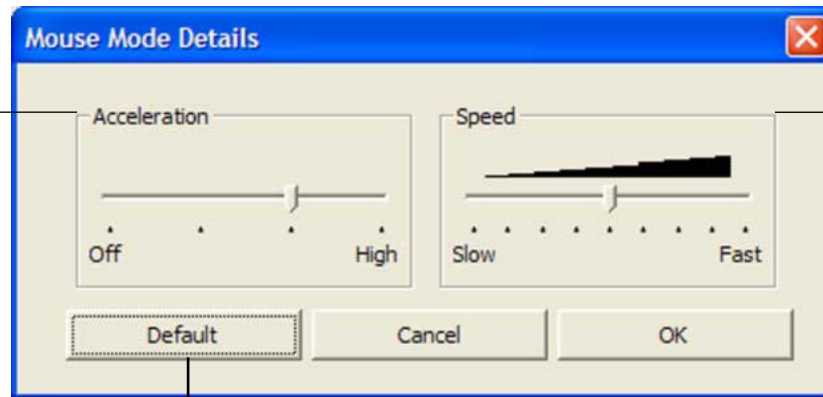 Mouse Mode Details
Acceleration
Speed
Off High
Slow Fast
Default Cancel OK